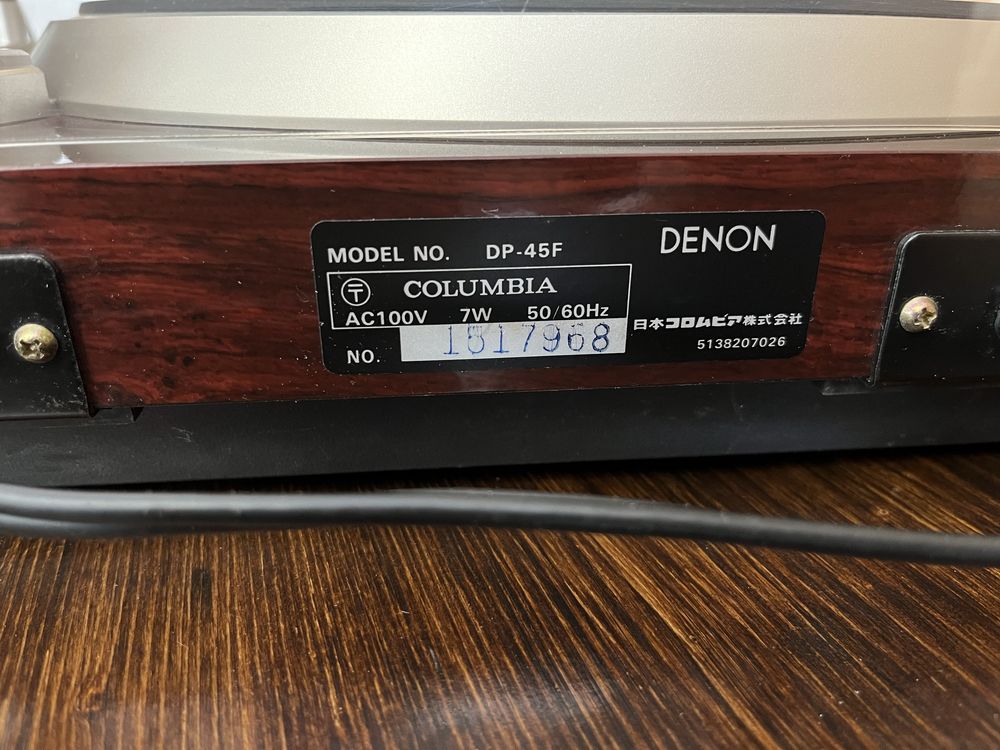 MODEL NO. DP-45F
DENON
〒 COLUMBIA
AC100V 7W 50/60Hz
NO. 1817968
日本コロムビア株式会社
5138207026